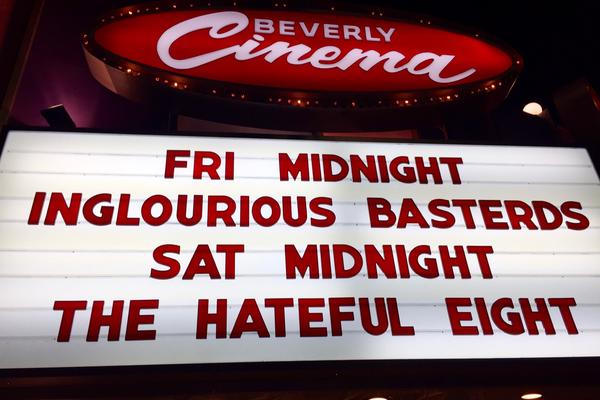 BEVERLY
Cinema
FRI MIDNIGHT
INGLOURIOUS BASTERDS
SAT MIDNIGHT
THE HATEFUL EIGHT